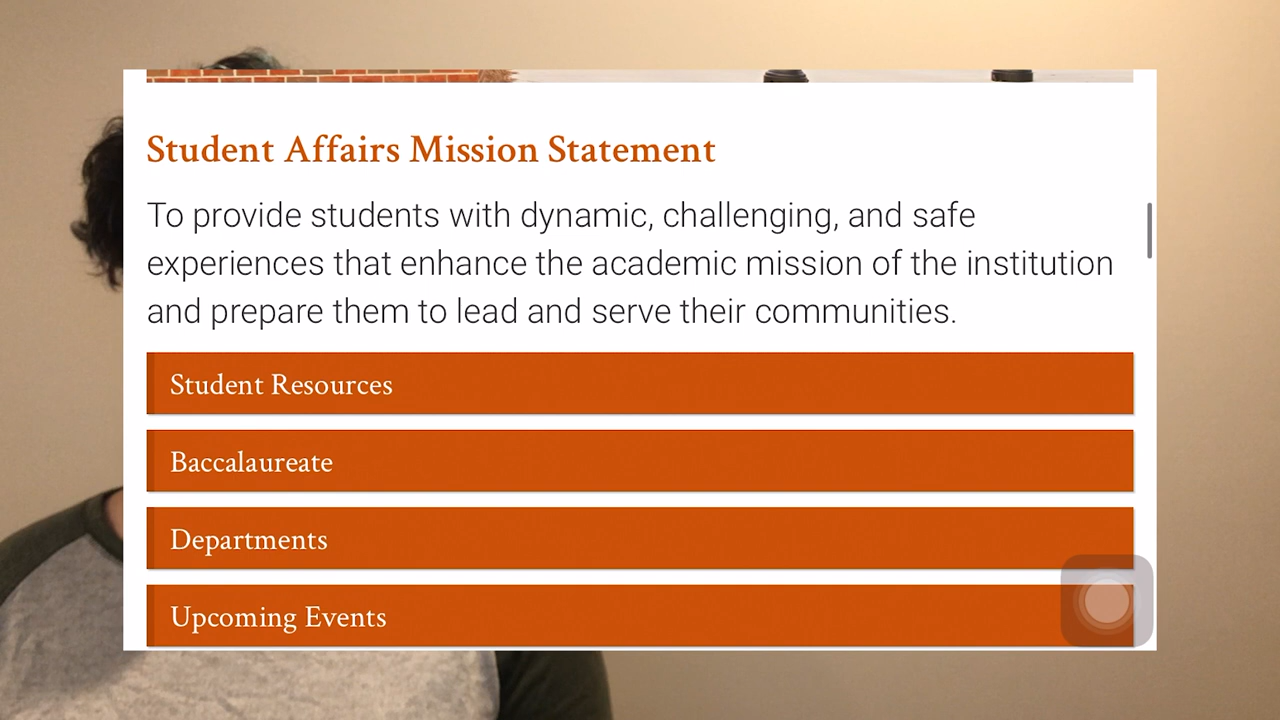 Student Affairs Mission Statement
To provide students with dynamic, challenging, and safe
experiences that enhance the academic mission of the institution
and prepare them to lead and serve their communities.
Student Resources
Baccalaureate
Departments
Upcoming Events